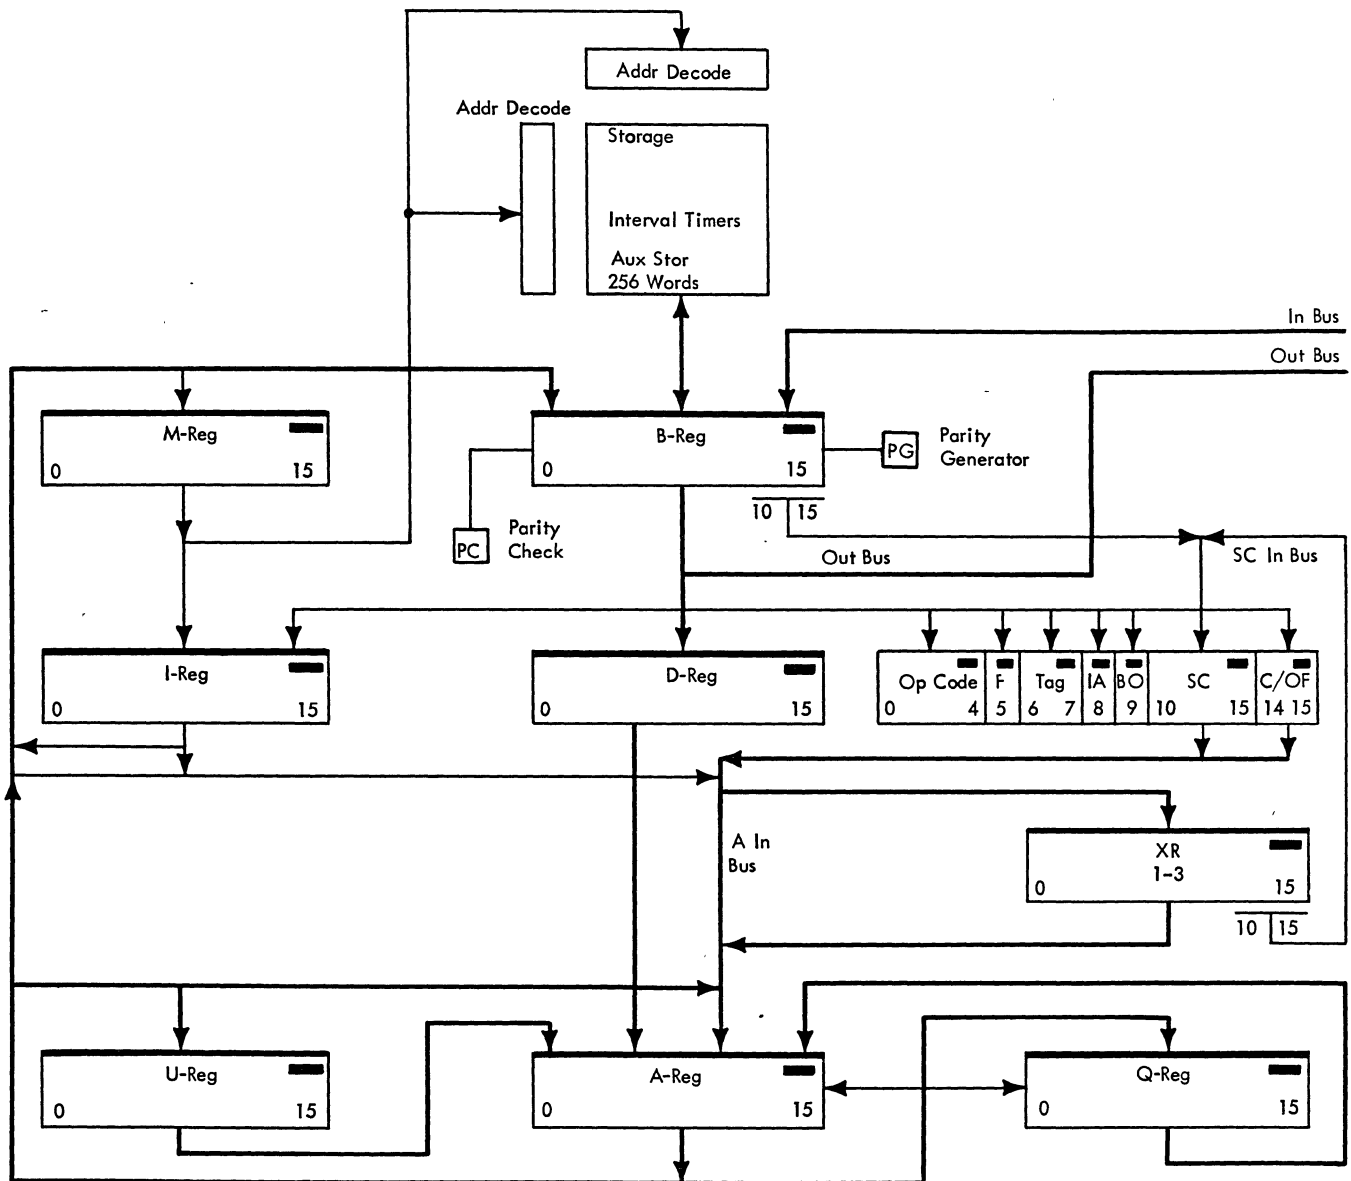 Addr Decode
Addr Decode
Storage
Interval Timers
Aux Stor
256 Words
In Bus
Out Bus
M-Reg
0 15
B-Reg
0 15
PG
Parity
Generator
10 15
PC
Parity
Check
Out Bus
SC In Bus
I-Reg
0 15
D-Reg
0 15
Op Code F Tag IA BO SC C/OF
0 4 5 6 7 8 9 10 15 14 15
A In
Bus
XR
1-3
0 15
10 15
U-Reg
0 15
A-Reg
0 15
Q-Reg
0 15